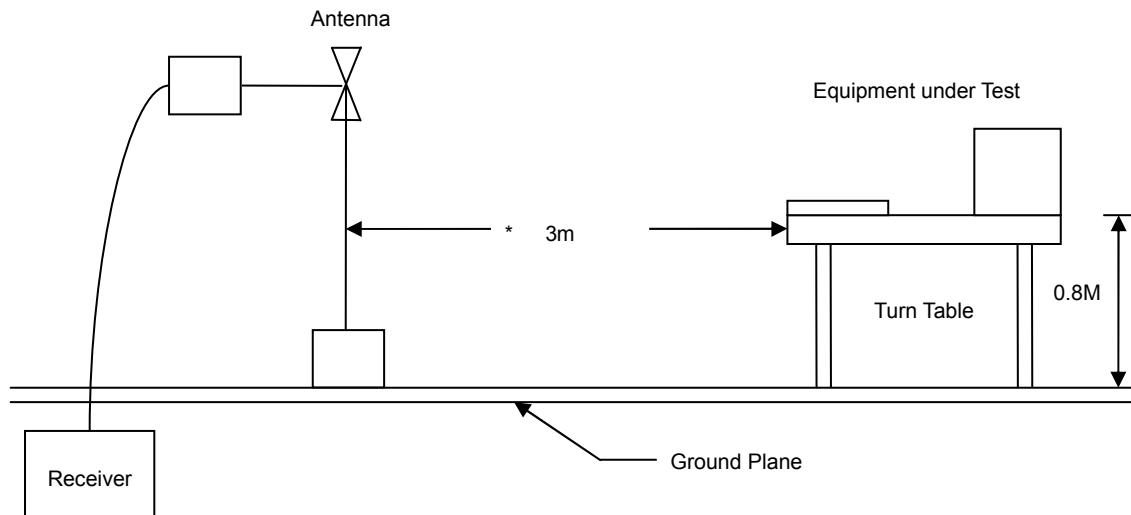 Antenna
Equipment under Test
* 3m
0.8M
Turn Table
Ground Plane
Receiver